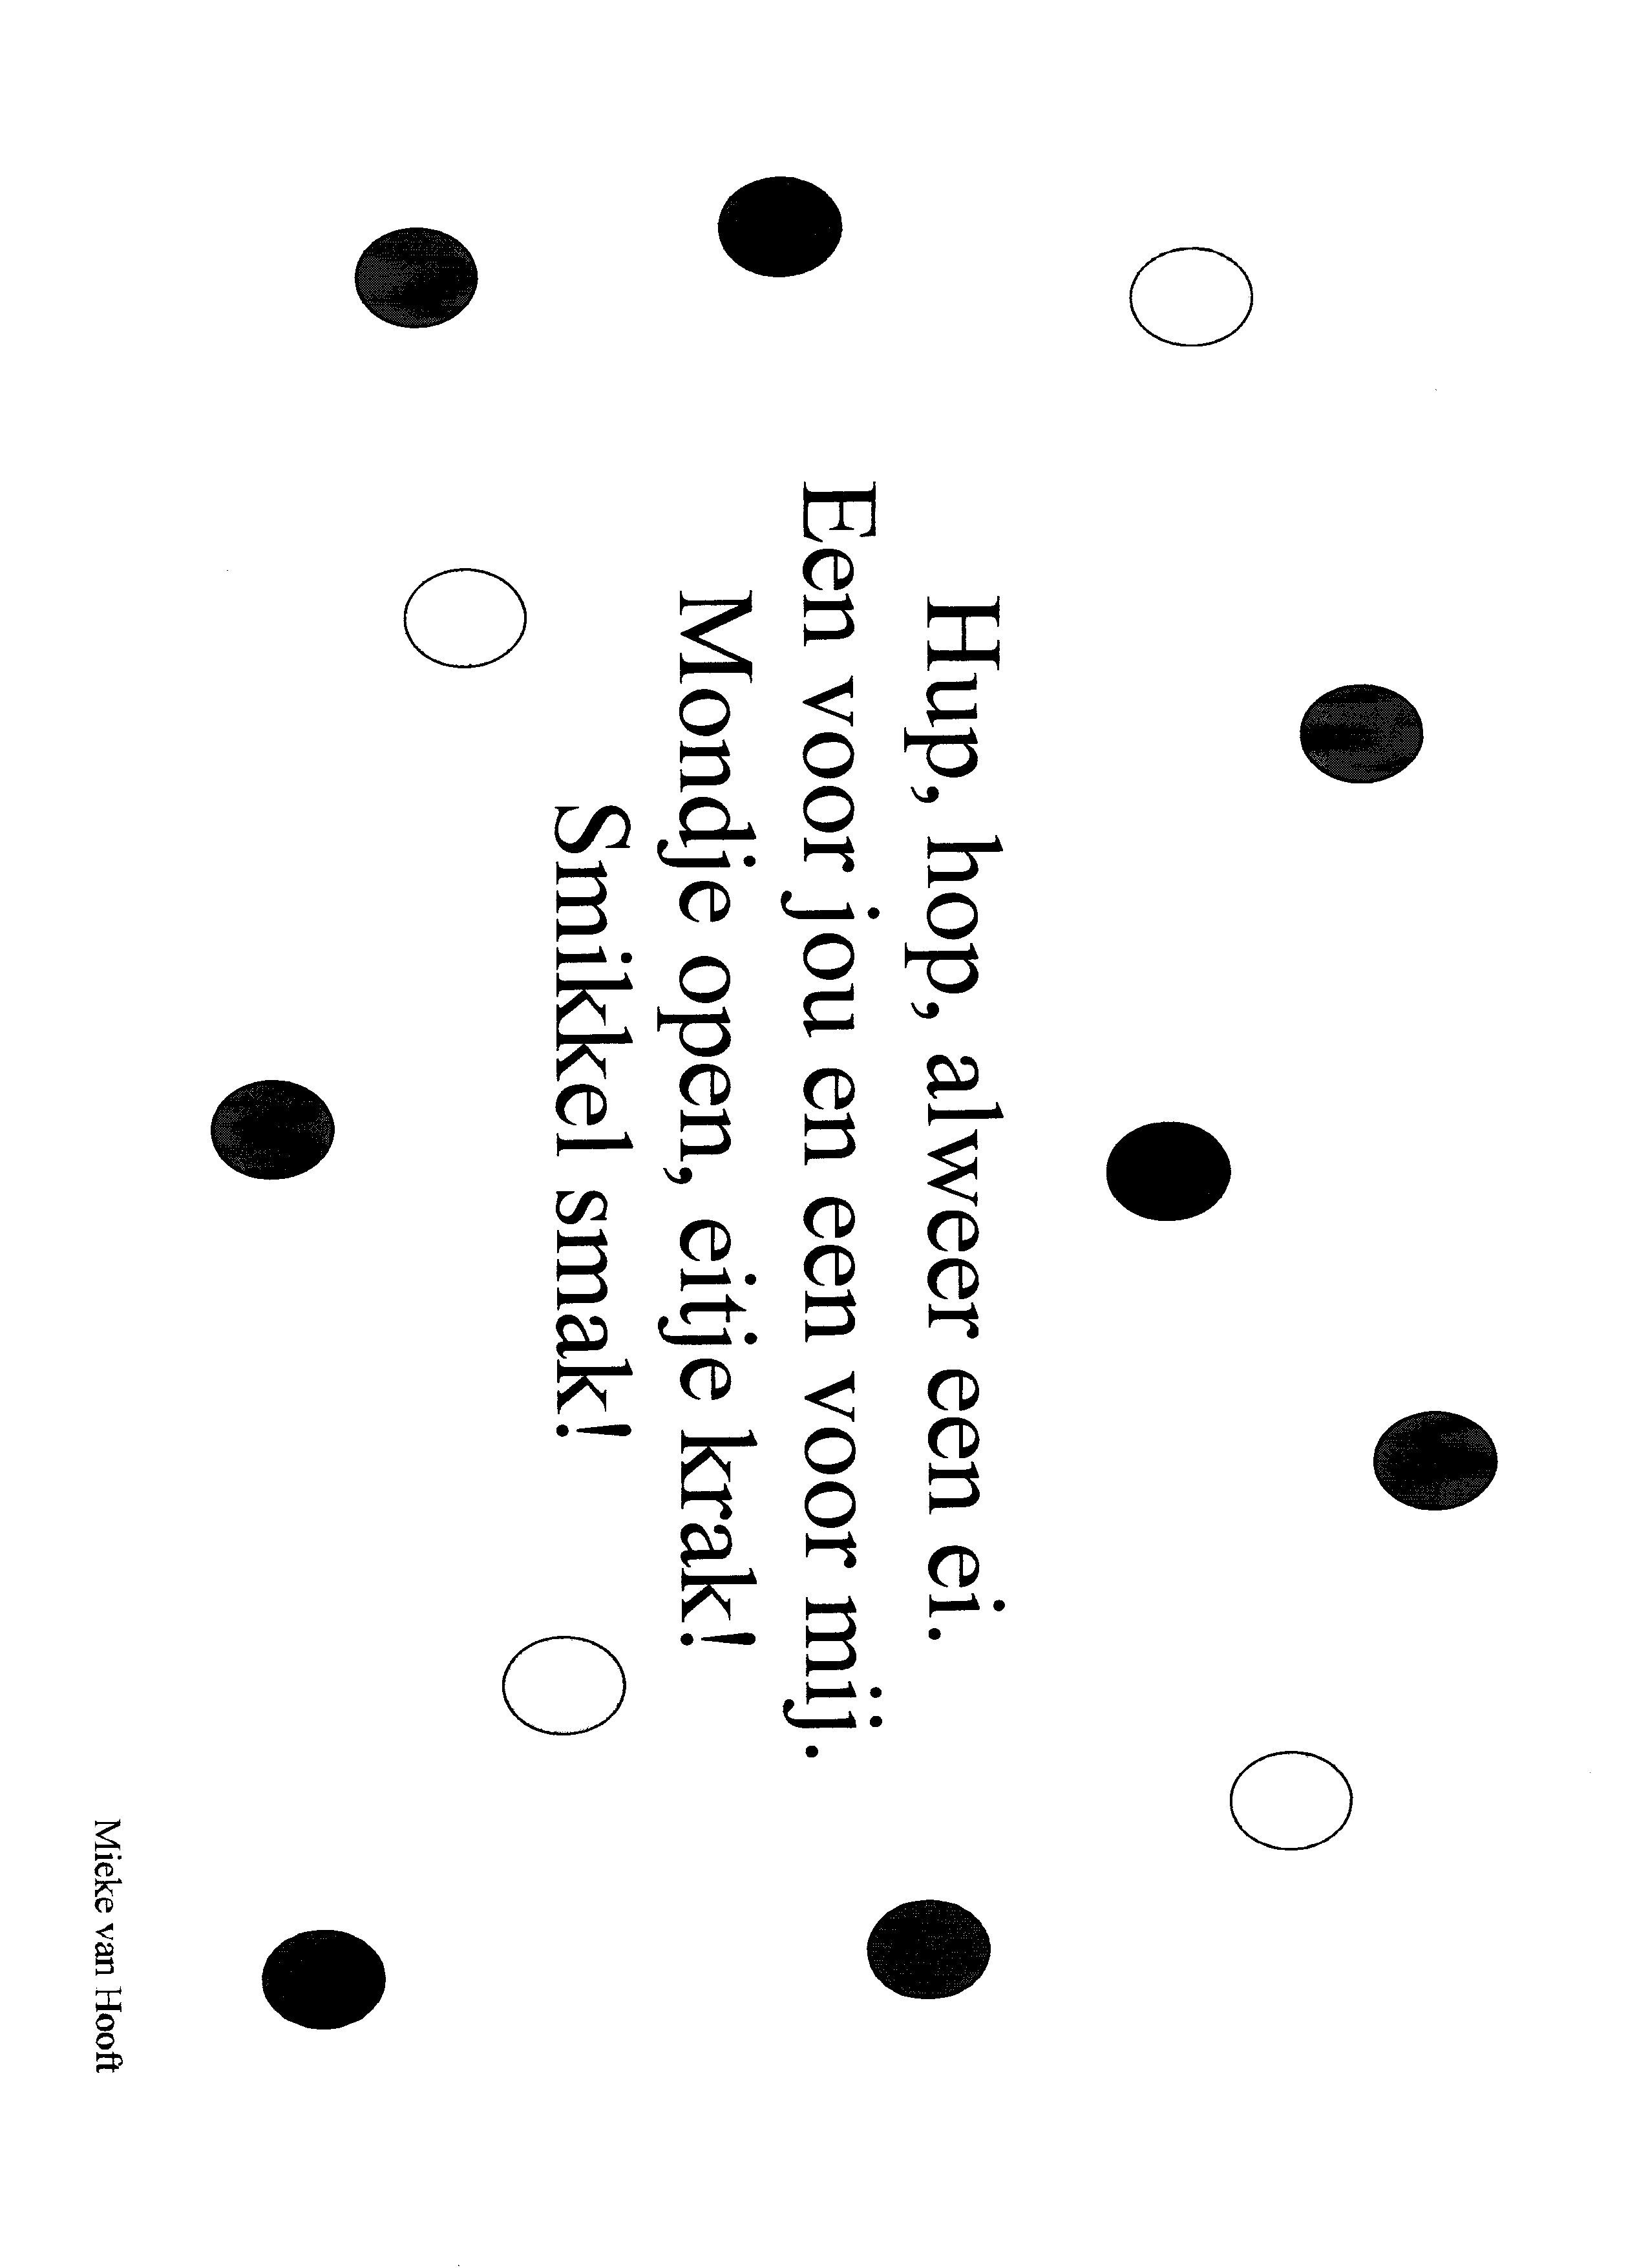 Hup, hop, alweer een ei.
Een voor jou en een voor mij.
Mondje open, eitje krak!
Smikkel smak!
Mieke van Hooft